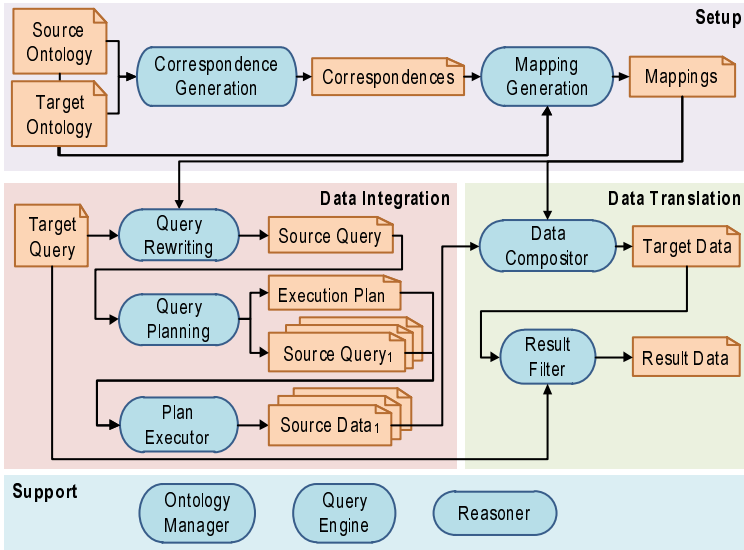 Setup
Source
Ontology
Target
Ontology
Correspondence
Generation
Correspondences
Mapping
Generation
Mappings
Data Integration
Target
Query
Query
Rewriting
Source Query
Query
Planning
Execution Plan
Source Query1
Plan
Executor
Source Data1
Data Translation
Data
Compositor
Target Data
Result
Filter
Result Data
Support
Ontology
Manager
Query
Engine
Reasoner